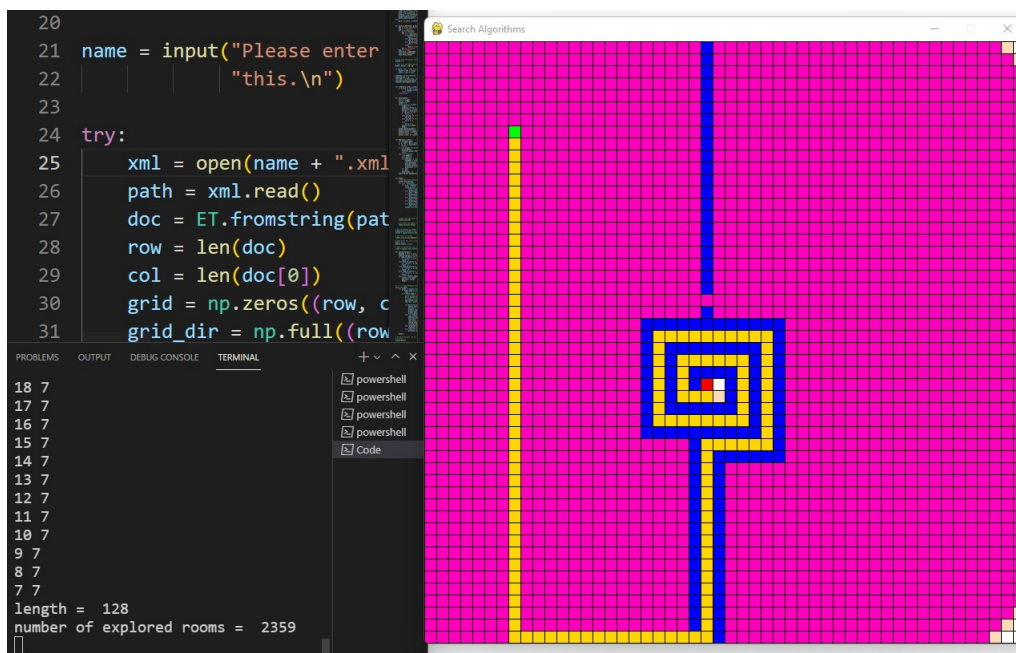 20
21 name = input("Please enter
22 "this.\n")
23
24 try:
25 xml = open(name + ".xml
26 path = xml.read()
27 doc = ET.fromstring(pat
28 row = len(doc)
29 col = len(doc[0])
30 grid = np.zeros((row, c
31 grid_dir = np.full((row
PROBLEMS OUTPUT DEBUG CONSOLE TERMINAL
18 7
17 7
16 7
15 7
14 7
13 7
12 7
11 7
10 7
9 7
8 7
7 7
length = 128
number of explored rooms = 2359
powershell
powershell
powershell
powershell
Code
Search Algorithms